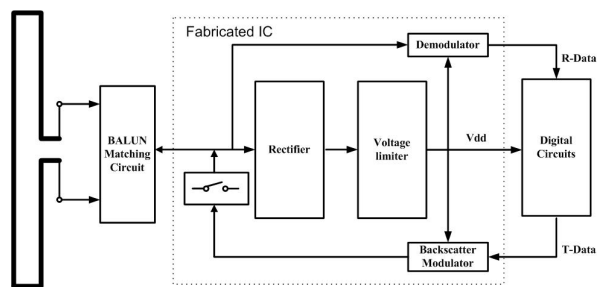 Fabricated IC
Demodulator
R-Data
BALUN
Matching
Circuit
Rectifier
Voltage
limiter
Vdd
Digital
Circuits
Backscatter
Modulator
T-Data